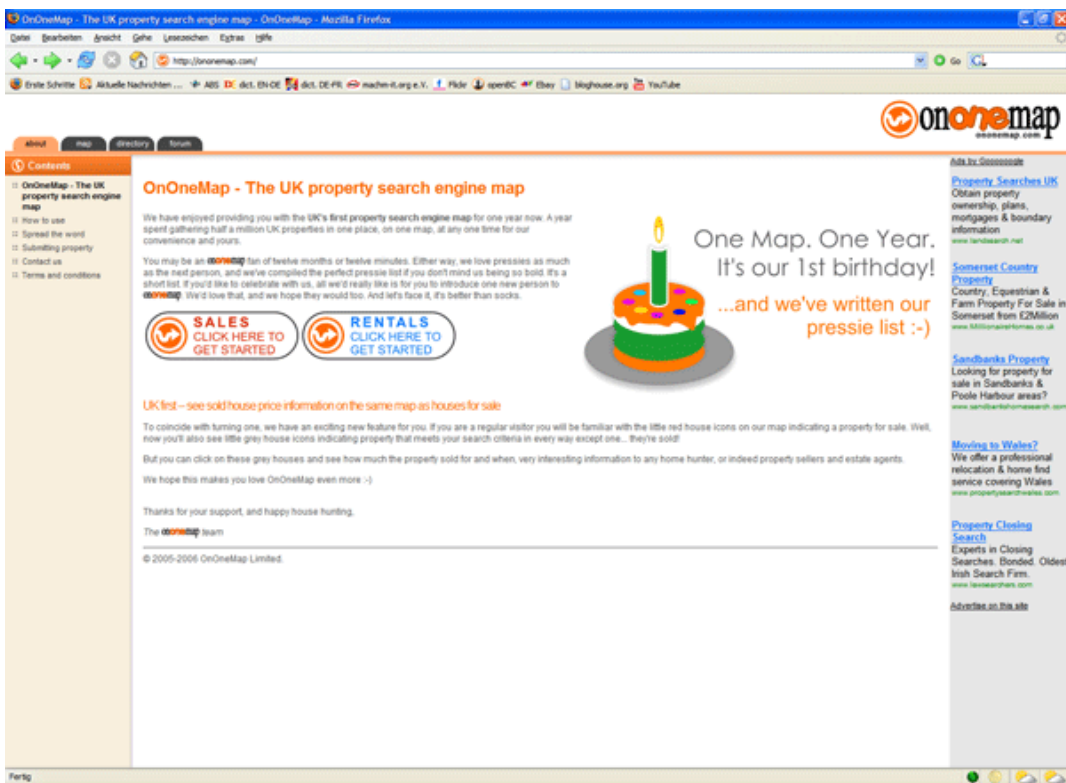 OnOneMap - The UK property search engine map - OnOneMap - Mozilla Firefox
Datei Bearbeiten Ansicht Gehe Lesezeichen Extras Hilfe
http://ononemap.com/
Go
Erste Schritte Aktuelle Nachrichten ... ABS dict. EN-DE dict. DE-FR machm-it.org e.V. Flickr openBC Ebay bloghouse.org YouTube
ononemap
ononemap.com
about map directory forum
Contents
OnOneMap - The UK
property search engine
map
How to use
Spread the word
Submitting property
Contact us
Terms and conditions
OnOneMap - The UK property search engine map
We have enjoyed providing you with the UK's first property search engine map for one year now. A year
spent gathering half a million UK properties in one place, on one map, at any one time for our
convenience and yours.
You may be an ononemap fan of twelve months or twelve minutes. Either way, we love pressies as much
as the next person, and we've compiled the perfect pressie list if you don't mind us being so bold. It's a
short list. If you'd like to celebrate with us, all we'd really like is for you to introduce one new person to
ononemap. We'd love that, and we hope they would too. And let's face it, it's better than socks.
SALES
CLICK HERE TO
GET STARTED
RENTALS
CLICK HERE TO
GET STARTED
One Map. One Year.
It's our 1st birthday!
...and we've written our
pressie list :-)
UK first – see sold house price information on the same map as houses for sale
To coincide with turning one, we have an exciting new feature for you. If you are a regular visitor you will be familiar with the little red house icons on our map indicating a property for sale. Well,
now you'll also see little grey house icons indicating property that meets your search criteria in every way except one... they're sold!
But you can click on these grey houses and see how much the property sold for and when, very interesting information to any home hunter, or indeed property sellers and estate agents.
We hope this makes you love OnOneMap even more :-)
Thanks for your support, and happy house hunting,
The ononemap team
© 2005-2006 OnOneMap Limited.
Ads by Goooooogle
Property Searches UK
Obtain property
ownership, plans,
mortgages & boundary
information
www.landsearch.net
Somerset Country
Property
Country, Equestrian &
Farm Property For Sale in
Somerset from £2Million
www.MillionaireHomes.co.uk
Sandbanks Property
Looking for property for
sale in Sandbanks &
Poole Harbour areas?
www.sandbankshomesearch.com
Moving to Wales?
We offer a professional
relocation & home find
service covering Wales
www.propertysearchwales.com
Property Closing
Search
Experts in Closing
Searches. Bonded. Oldest
Irish Search Firm.
www.lawsearchers.com
Advertise on this site
Fertig